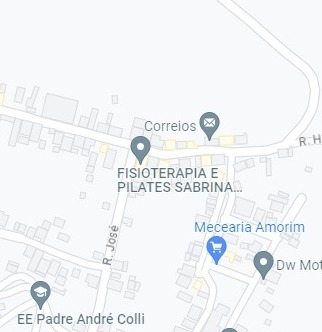 Correios
R. H
FISIOTERAPIA E
PILATES SABRINA...
R. José
Mecearia Amorim
Dw Mot
EE Padre André Colli